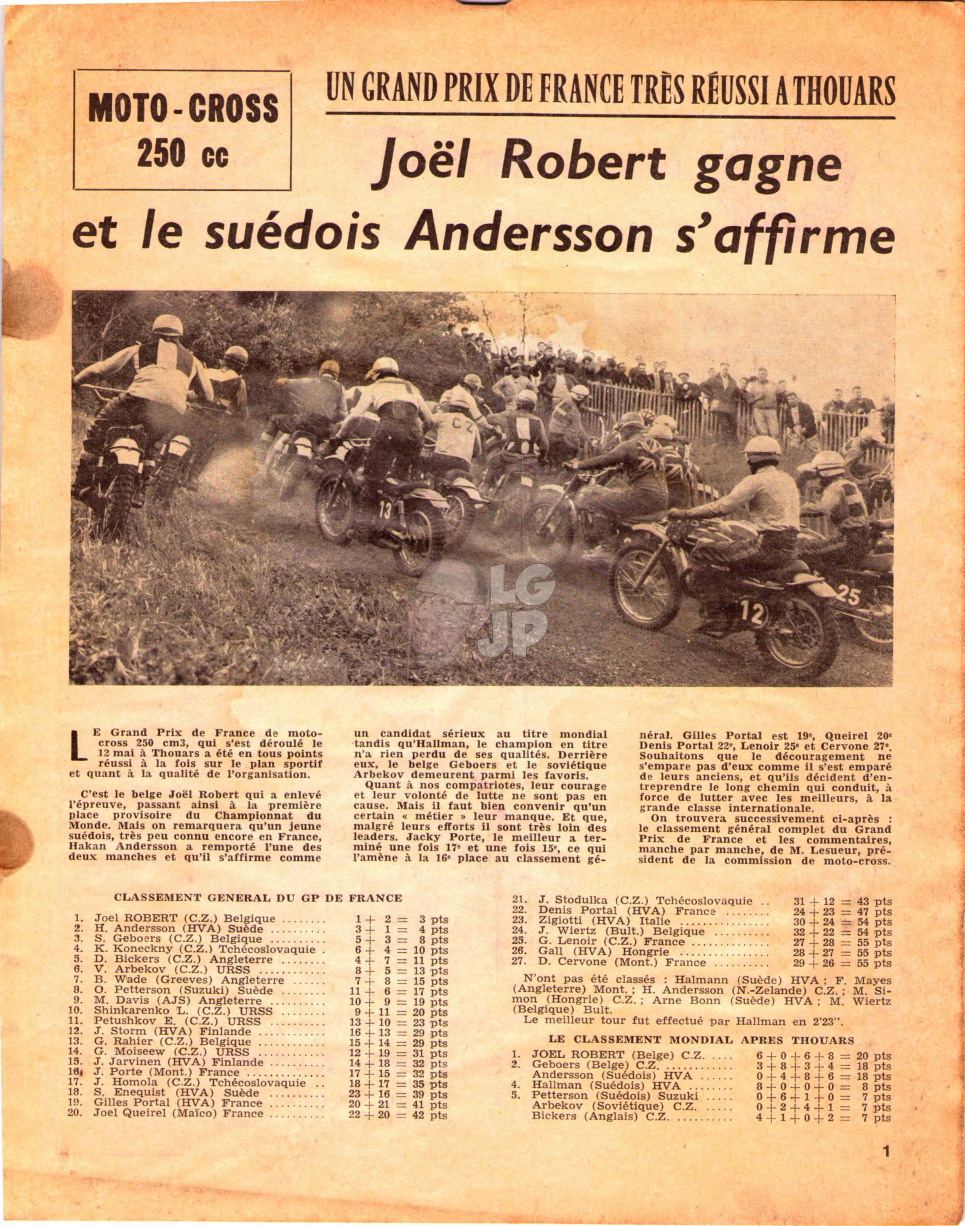 MOTO-CROSS
250 cc
UN GRAND PRIX DE FRANCE TRÈS RÉUSSI A THOUARS
Joël Robert gagne
et le suédois Andersson s'affirme
CZ
13
12
25
LG
JP
LE Grand Prix de France de moto-
cross 250 cm3, qui s'est déroulé le
12 mai à Thouars a été en tous points
réussi à la fois sur le plan sportif
et quant à la qualité de l'organisation.
C'est le belge Joël Robert qui a enlevé
l'épreuve, passant ainsi à la première
place provisoire du Championnat du
Monde. Mais on remarquera qu'un jeune
suédois, très peu connu encore en France,
Hakan Andersson a remporté l'une des
deux manches et qu'il s'affirme comme
un candidat sérieux au titre mondial
tandis qu'Hallman, le champion en titre
n'a rien perdu de ses qualités. Derrière
eux, le belge Geboers et le soviétique
Arbekov demeurent parmi les favoris.
Quant à nos compatriotes, leur courage
et leur volonté de lutte ne sont pas en
cause. Mais il faut bien convenir qu'un
certain « métier » leur manque. Et que,
malgré leurs efforts il sont très loin des
leaders. Jacky Porte, le meilleur a ter-
miné une fois 17e et une fois 15e, ce qui
l'amène à la 16e place au classement gé-
néral. Gilles Portal est 19e, Queirel 20e
Denis Portal 22e, Lenoir 25e et Cervone 27e.
Souhaitons que le découragement ne
s'empare pas d'eux comme il s'est emparé
de leurs anciens, et qu'ils décident d'en-
treprendre le long chemin qui conduit, à
force de lutter avec les meilleurs, à la
grande classe internationale.
On trouvera successivement ci-après :
le classement général complet du Grand
Prix de France et les commentaires,
manche par manche, de M. Lesueur, pré-
sident de la commission de moto-cross.
CLASSEMENT GENERAL DU GP DE FRANCE
1. Joel ROBERT (C.Z.) Belgique ........ 1 + 2 = 3 pts
2. H. Andersson (HVA) Suède ........... 3 + 1 = 4 pts
3. S. Geboers (C.Z.) Belgique .......... 5 + 3 = 8 pts
4. K. Koneckny (C.Z.) Tchécoslovaquie . 6 + 4 = 10 pts
5. D. Bickers (C.Z.) Angleterre ........ 4 + 7 = 11 pts
6. V. Arbekov (C.Z.) URSS ............. 8 + 5 = 13 pts
7. B. Wade (Greeves) Angleterre ....... 7 + 8 = 15 pts
8. O. Petterson (Suzuki) Suède ........ 11 + 6 = 17 pts
9. M. Davis (AJS) Angleterre .......... 10 + 9 = 19 pts
10. Shinkarenko L. (C.Z.) URSS ........ 9 + 11 = 20 pts
11. Petushkov E. (C.Z.) URSS .......... 13 + 10 = 23 pts
12. J. Storm (HVA) Finlande ........... 16 + 13 = 29 pts
13. G. Rahier (C.Z.) Belgique .......... 15 + 14 = 29 pts
14. G. Moiseew (C.Z.) URSS ............ 12 + 19 = 31 pts
15. J. Jarvinen (HVA) Finlande ......... 14 + 18 = 32 pts
16. J. Porte (Mont.) France ............ 17 + 15 = 32 pts
17. J. Homola (C.Z.) Tchécoslovaquie .. 18 + 17 = 35 pts
18. S. Enequist (HVA) Suède ........... 23 + 16 = 39 pts
19. Gilles Portal (HVA) France ......... 20 + 21 = 41 pts
20. Joel Queirel (Maïco) France ........ 22 + 20 = 42 pts
21. J. Stodulka (C.Z.) Tchécoslovaquie .. 31 + 12 = 43 pts
22. Denis Portal (HVA) France ........ 24 + 23 = 47 pts
23. Zigiotti (HVA) Italie .............. 30 + 24 = 54 pts
24. J. Wiertz (Bult.) Belgique ......... 32 + 22 = 54 pts
25. G. Lenoir (C.Z.) France ............ 27 + 28 = 55 pts
26. Gall (HVA) Hongrie ................ 28 + 27 = 55 pts
27. D. Cervone (Mont.) France ......... 29 + 26 = 55 pts
N'ont pas été classés : Halmann (Suède) HVA ; F. Mayes
(Angleterre) Mont. ; H. Andersson (N.-Zelande) C.Z. ; M. Si-
mon (Hongrie) C.Z. ; Arne Bonn (Suède) HVA ; M. Wiertz
(Belgique) Bult.
Le meilleur tour fut effectué par Hallman en 2'23".
LE CLASSEMENT MONDIAL APRES THOUARS
1. JOEL ROBERT (Belge) C.Z. .... 6 + 0 + 6 + 8 = 20 pts
2. Geboers (Belge) C.Z. .......... 3 + 8 + 3 + 4 = 18 pts
Andersson (Suédois) HVA ..... 0 + 4 + 8 + 6 = 18 pts
4. Hallman (Suédois) HVA ....... 8 + 0 + 0 + 0 = 8 pts
5. Petterson (Suédois) Suzuki .... 0 + 6 + 1 + 0 = 7 pts
Arbekov (Soviétique) C.Z. ..... 0 + 2 + 4 + 1 = 7 pts
Bickers (Anglais) C.Z. .......... 4 + 1 + 0 + 2 = 7 pts
1